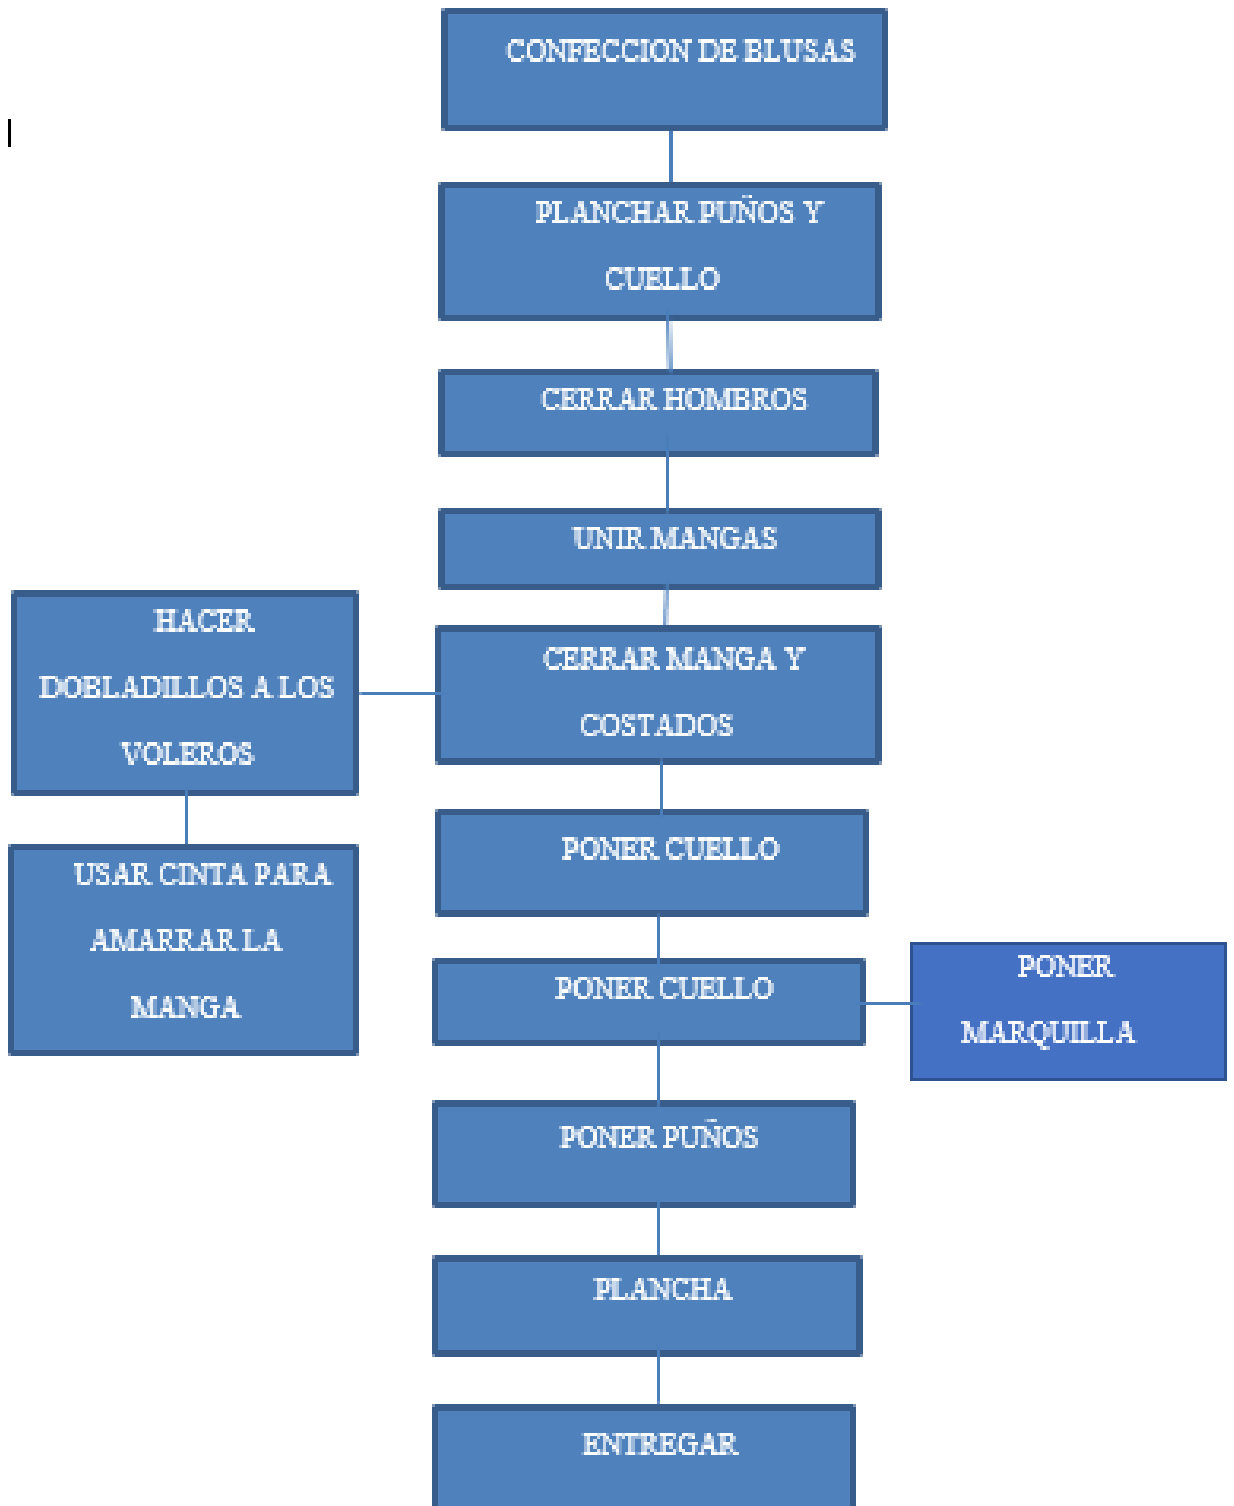 CONFECCION DE BLUSAS
PLANCHAR PUÑOS Y
CUELLO
CERRAR HOMBROS
UNIR MANGAS
CERRAR MANGA Y
COSTADOS
HACER
DOBLADILLOS A LOS
VOLEROS
USAR CINTA PARA
AMARRAR LA
MANGA
PONER CUELLO
PONER CUELLO
PONER
MARQUILLA
PONER PUÑOS
PLANCHA
ENTREGAR